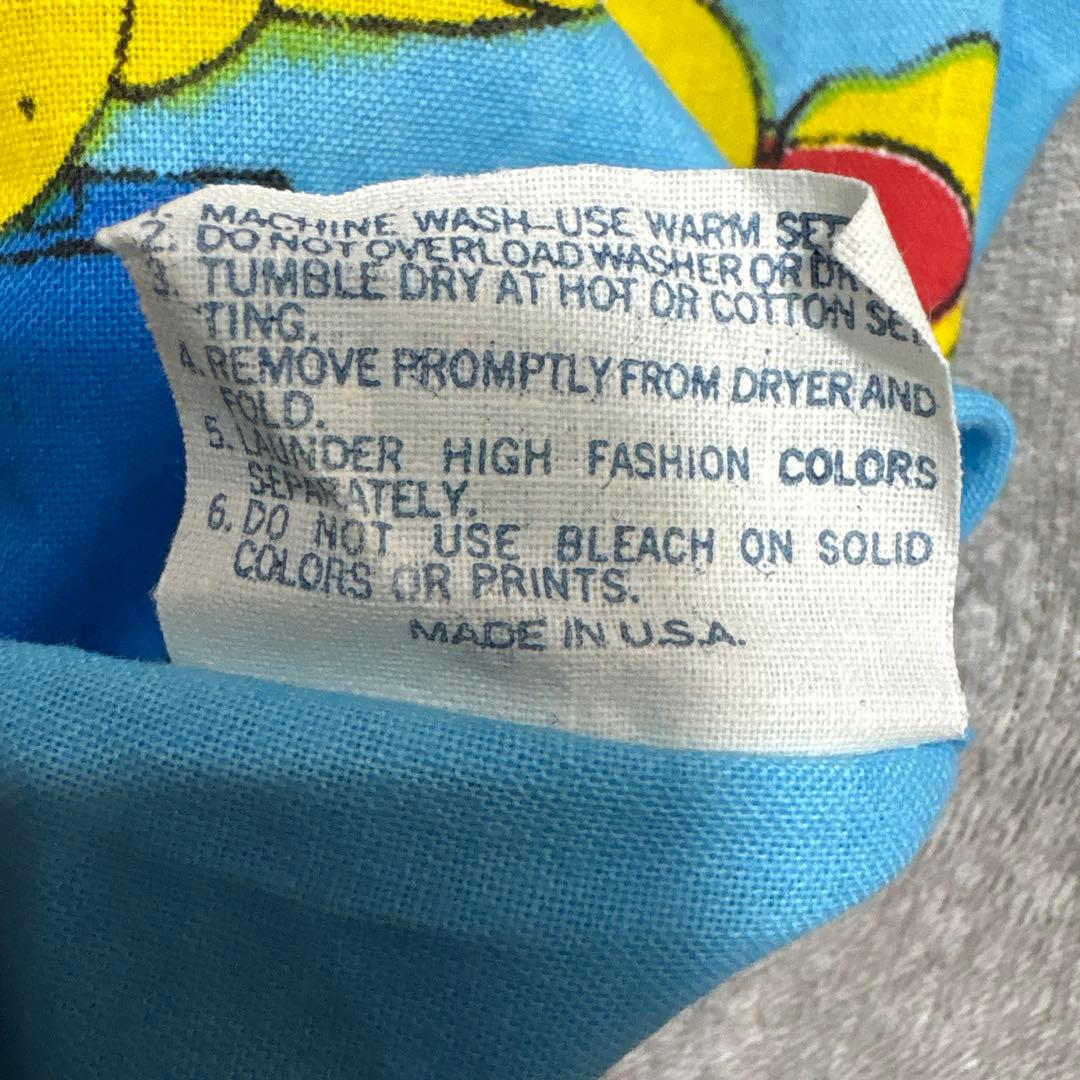 MACHINE WASH-USE WARM SET
2. DO NOT OVERLOAD WASHER OR DR
3. TUMBLE DRY AT HOT OR COTTON SET
TING.
4. REMOVE PROMPTLY FROM DRYER AND
FOLD.
5. LAUNDER HIGH FASHION COLORS
SEPARATELY.
6. DO NOT USE BLEACH ON SOLID
COLORS OR PRINTS.
MADE IN U.S.A.